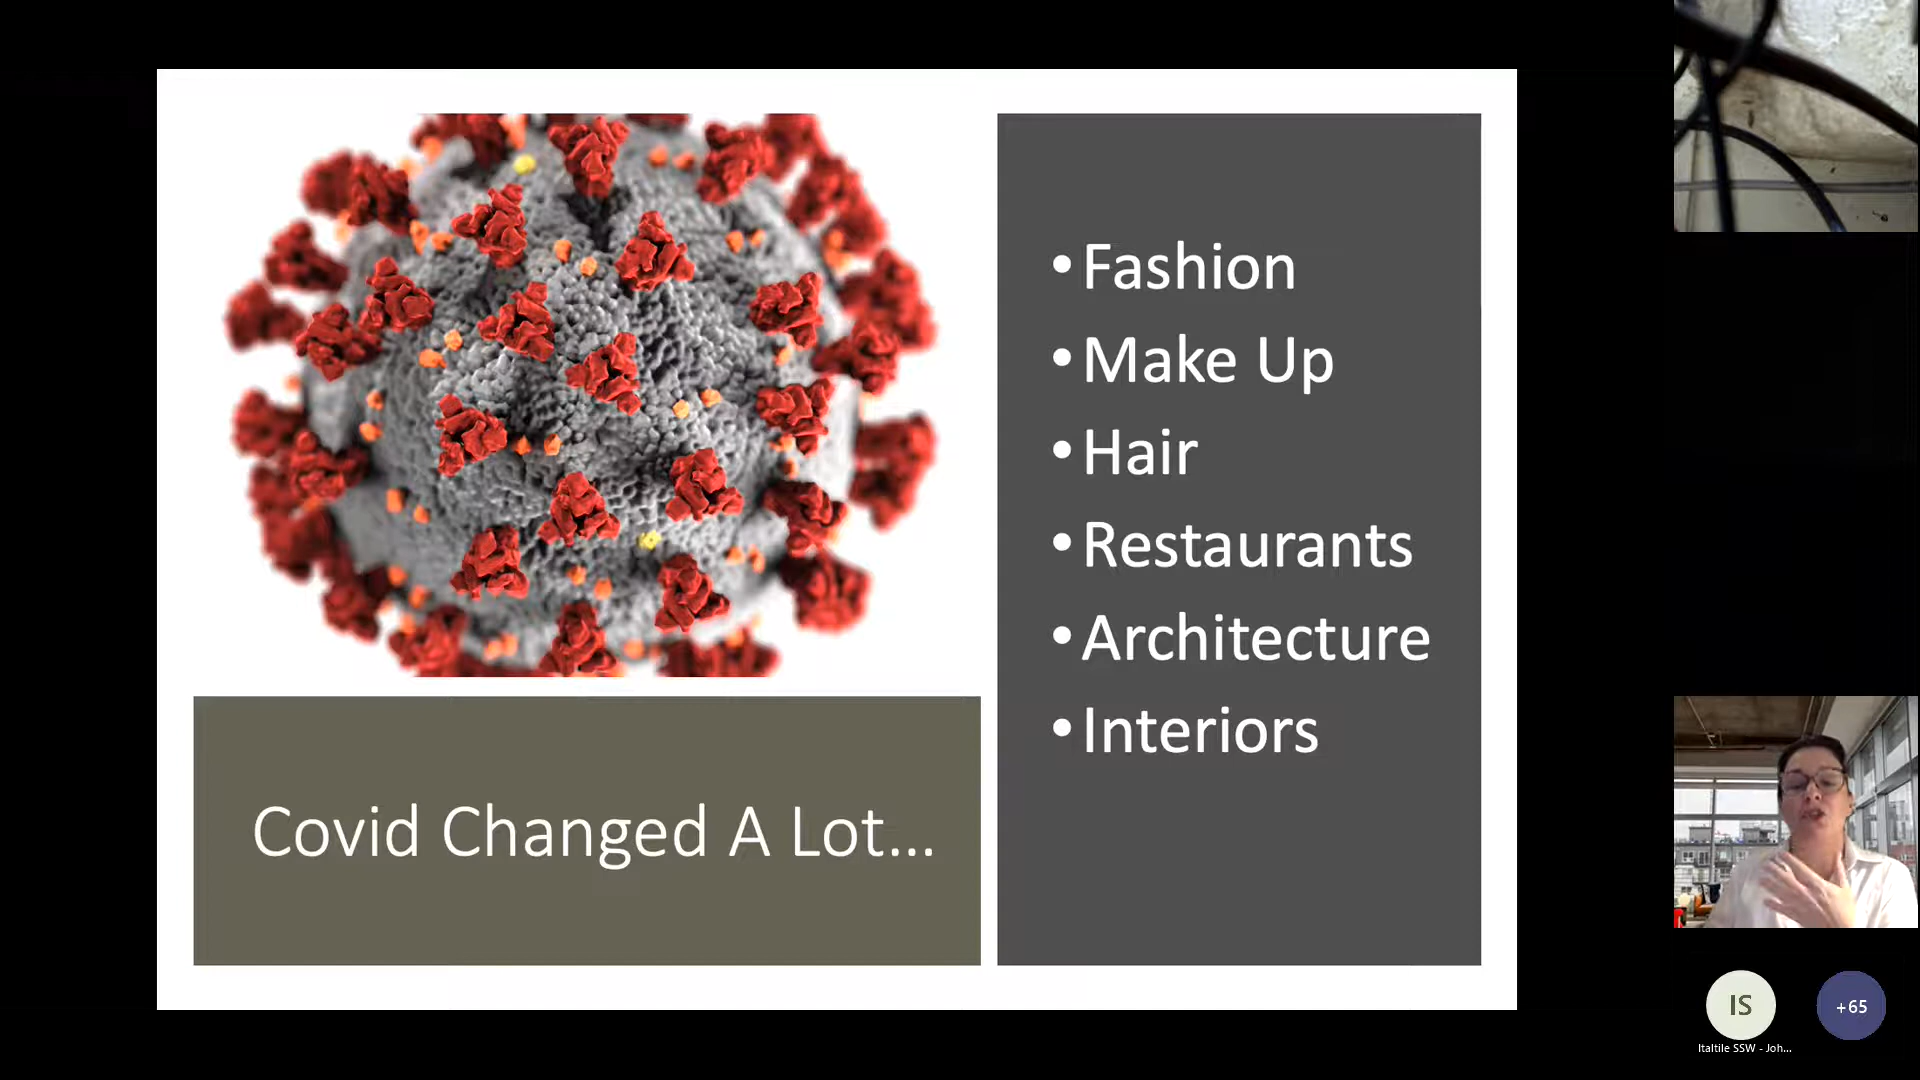 • Fashion
• Make Up
• Hair
• Restaurants
• Architecture
• Interiors
Covid Changed A Lot...
IS
+65
Italtile SSW - Joh...